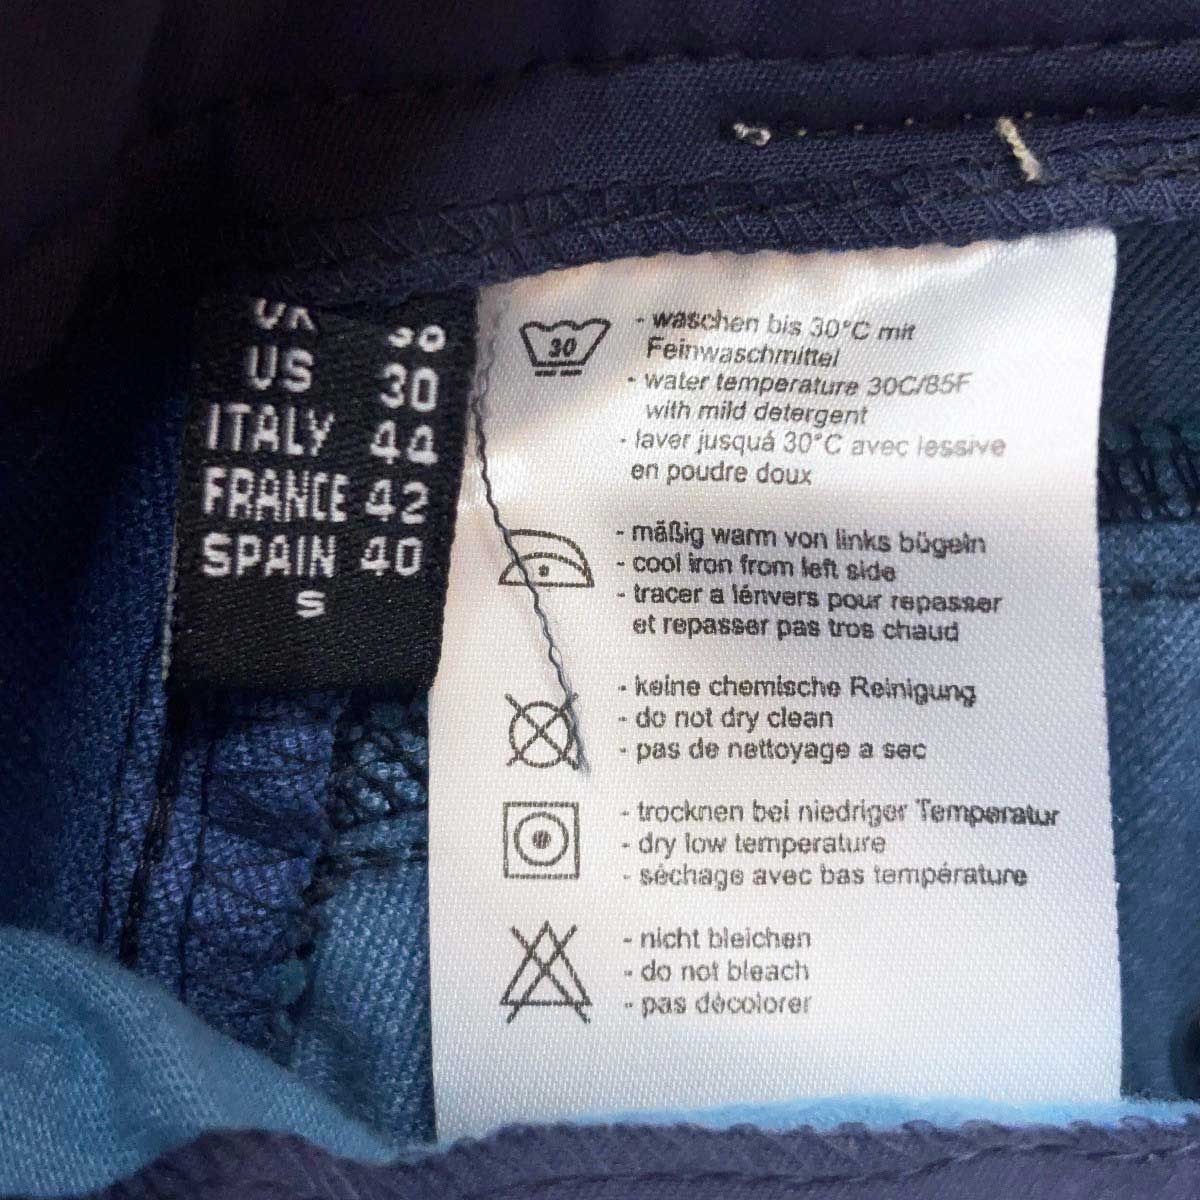 UK 30
US 30
ITALY 44
FRANCE 42
SPAIN 40
S
30
- waschen bis 30°C mit
Feinwaschmittel
- water temperature 30C/85F
with mild detergent
- laver jusquá 30°C avec lessive
en poudre doux
- mäßig warm von links bügeln
- cool iron from left side
- tracer a lénvers pour repasser
et repasser pas tros chaud
- keine chemische Reinigung
- do not dry clean
- pas de nettoyage a sec
- trocknen bei niedriger Temperatur
- dry low temperature
- séchage avec bas température
- nicht bleichen
- do not bleach
- pas décolorer